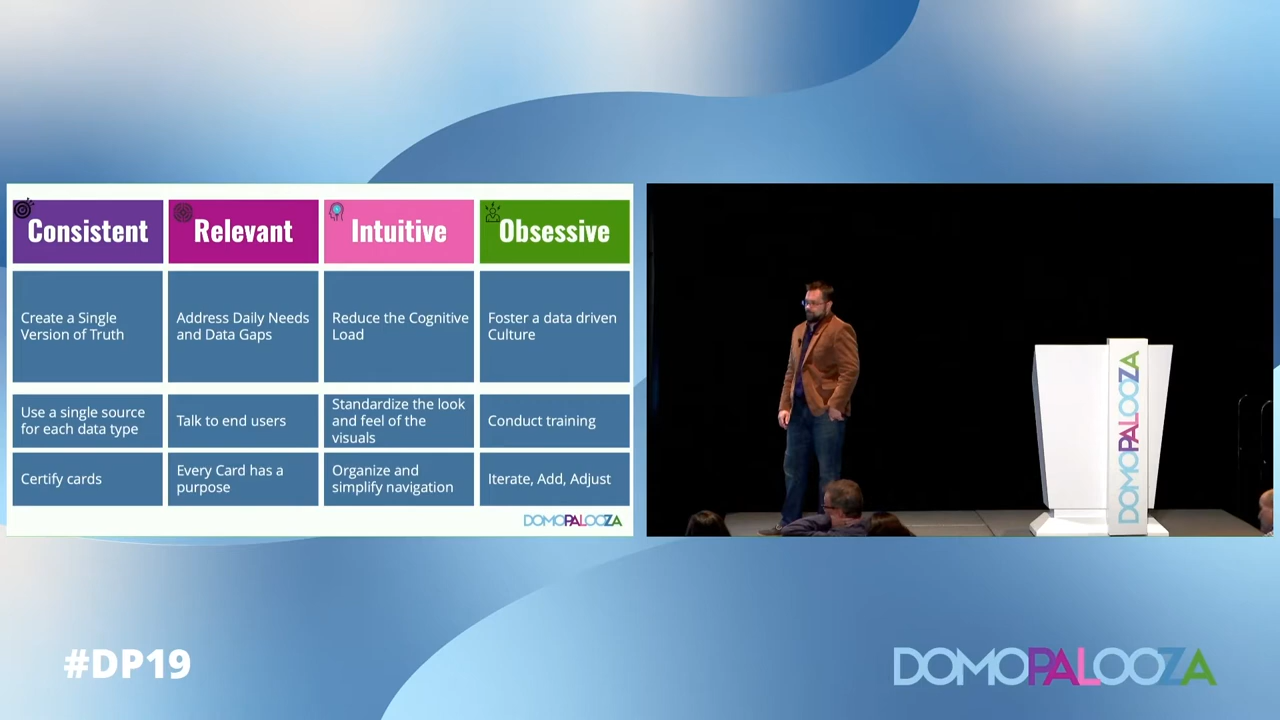 Consistent
Relevant
Intuitive
Obsessive
Create a Single
Version of Truth
Address Daily Needs
and Data Gaps
Reduce the Cognitive
Load
Foster a data driven
Culture
Use a single source
for each data type
Talk to end users
Standardize the look
and feel of the
visuals
Conduct training
Certify cards
Every Card has a
purpose
Organize and
simplify navigation
Iterate, Add, Adjust
DOMOPALOOZA
DOMOPALOOZA
#DP19
DOMOPALOOZA